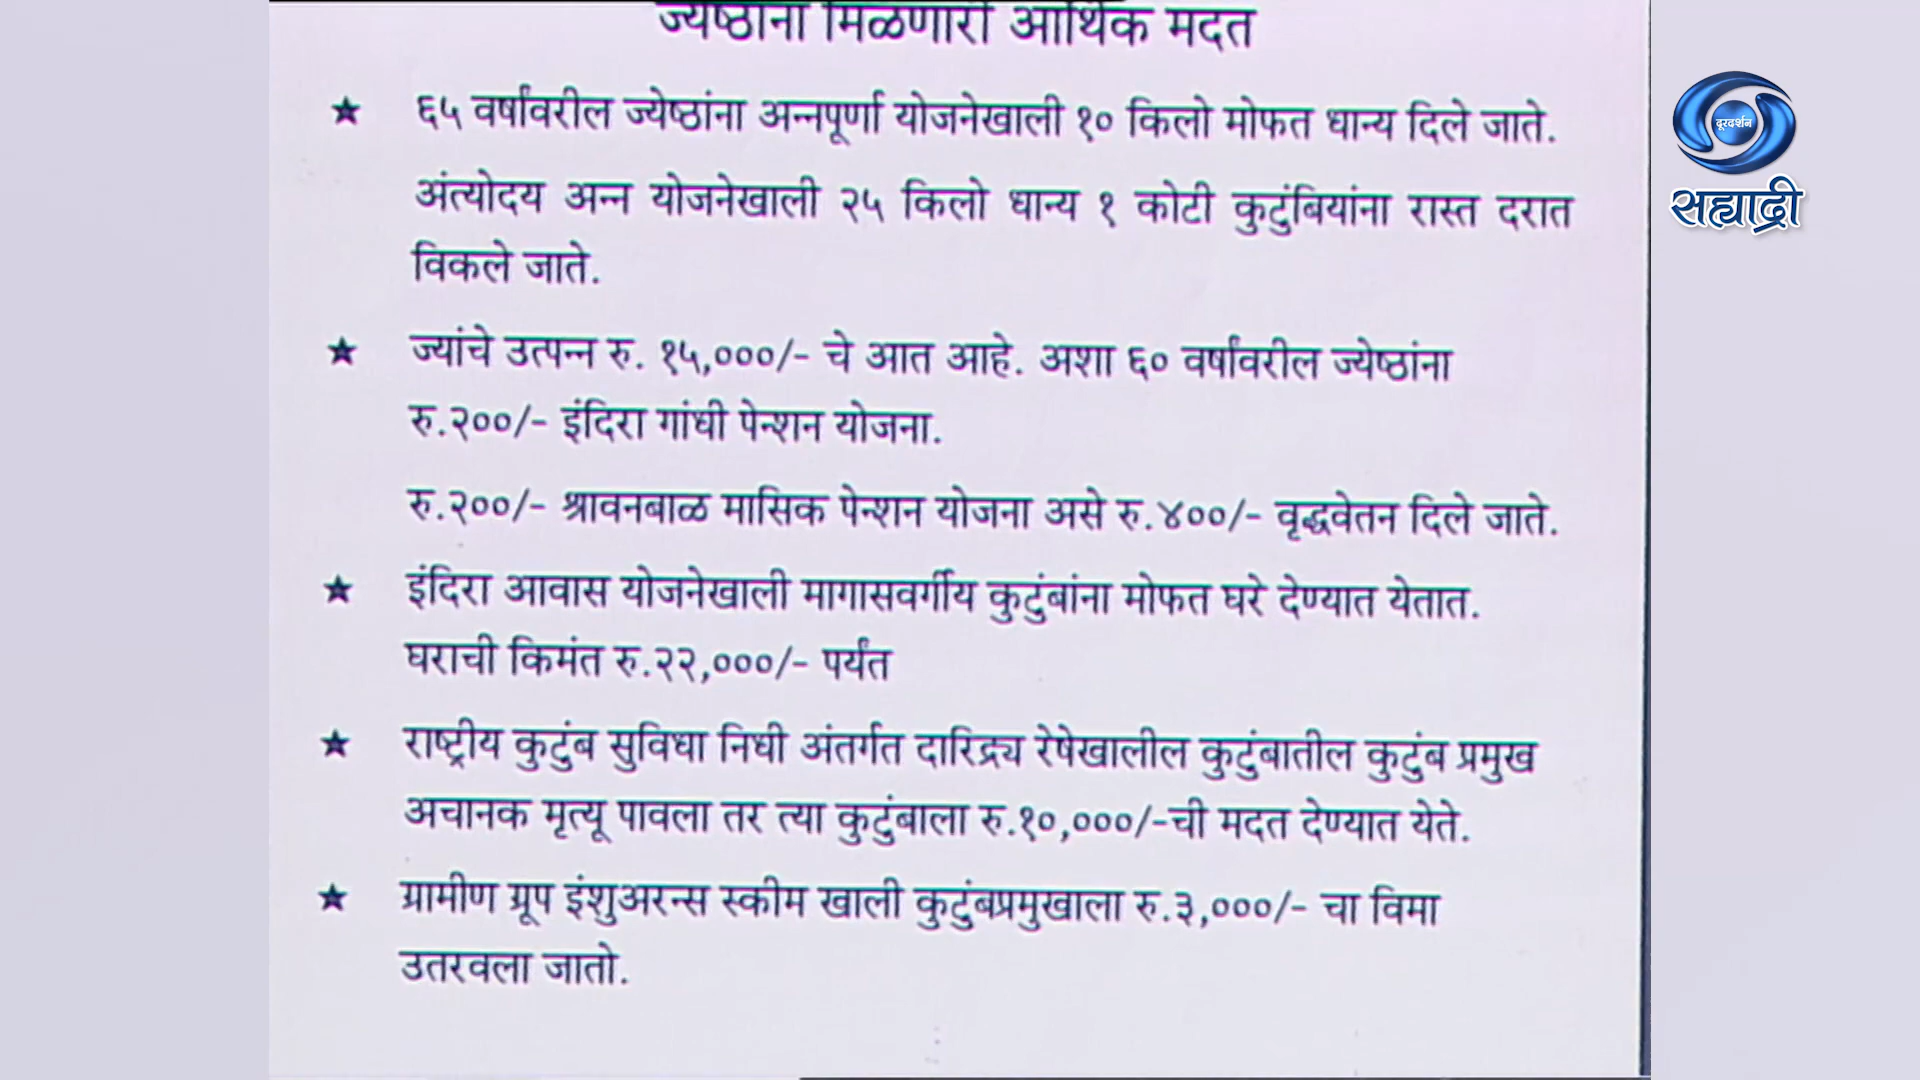 ज्येष्ठांना मिळणारी आर्थिक मदत
★ ६५ वर्षांवरील ज्येष्ठांना अन्नपूर्णा योजनेखाली १० किलो मोफत धान्य दिले जाते.
अंत्योदय अन्न योजनेखाली २५ किलो धान्य १ कोटी कुटुंबियांना रास्त दरात
विकले जाते.
★ ज्यांचे उत्पन्न रु. १५,०००/- चे आत आहे. अशा ६० वर्षांवरील ज्येष्ठांना
रु.२००/- इंदिरा गांधी पेन्शन योजना.
रु.२००/- श्रावनबाळ मासिक पेन्शन योजना असे रु.४००/- वृद्धवेतन दिले जाते.
★ इंदिरा आवास योजनेखाली मागासवर्गीय कुटुंबांना मोफत घरे देण्यात येतात.
घराची किमंत रु.२२,०००/- पर्यंत
★ राष्ट्रीय कुटुंब सुविधा निधी अंतर्गत दारिद्र्य रेषेखालील कुटुंबातील कुटुंब प्रमुख
अचानक मृत्यू पावला तर त्या कुटुंबाला रु.१०,०००/-ची मदत देण्यात येते.
★ ग्रामीण ग्रूप इंशुअरन्स स्कीम खाली कुटुंबप्रमुखाला रु.३,०००/- चा विमा
उतरवला जातो.
दूरदर्शन
सह्याद्री